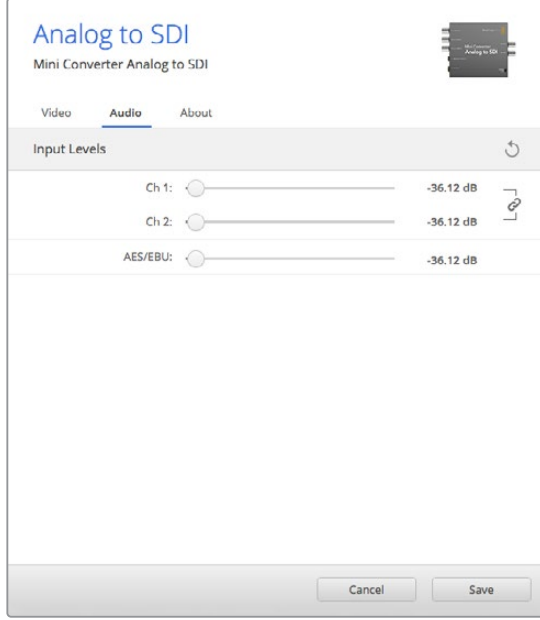 Analog to SDI
Mini Converter Analog to SDI
Video Audio About
Input Levels
Ch 1: -36.12 dB
Ch 2: -36.12 dB
AES/EBU: -36.12 dB
Cancel Save